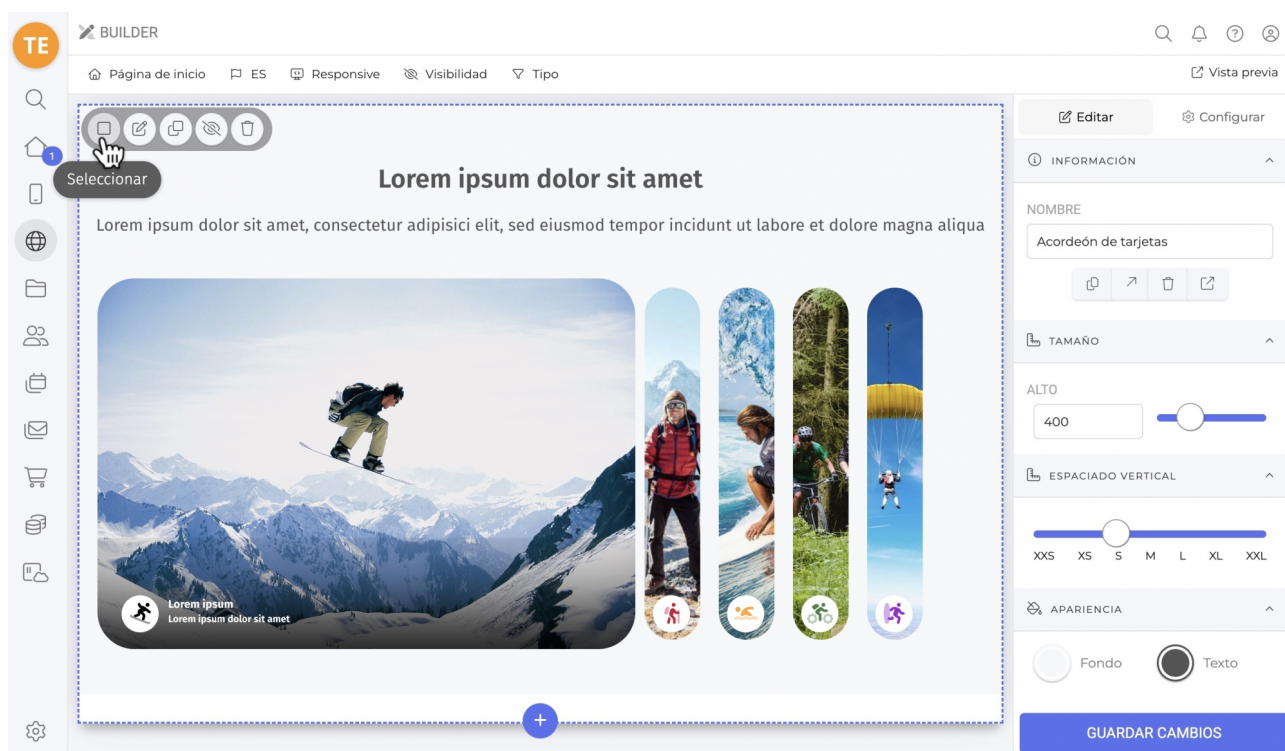 TE
BUILDER
Página de inicio
ES
Responsive
Visibilidad
Tipo
Vista previa
1
Seleccionar
Lorem ipsum dolor sit amet
Lorem ipsum dolor sit amet, consectetur adipisici elit, sed eiusmod tempor incidunt ut labore et dolore magna aliqua
Lorem ipsum
Lorem ipsum dolor sit amet
Editar
Configurar
INFORMACIÓN
NOMBRE
Acordeón de tarjetas
TAMAÑO
ALTO
400
ESPACIADO VERTICAL
XXS XS S M L XL XXL
APARIENCIA
Fondo
Texto
GUARDAR CAMBIOS